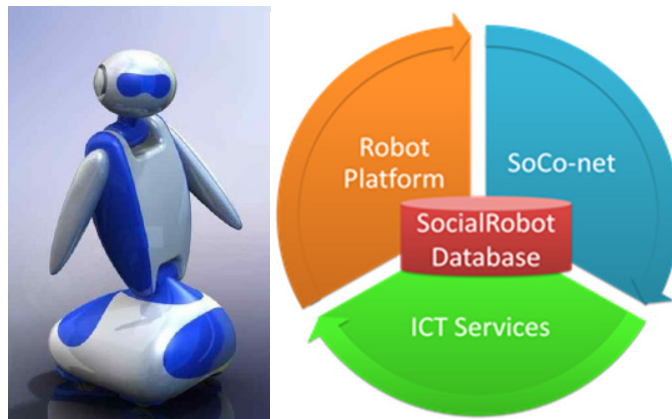 Robot
Platform
SoCo-net
SocialRobot
Database
ICT Services